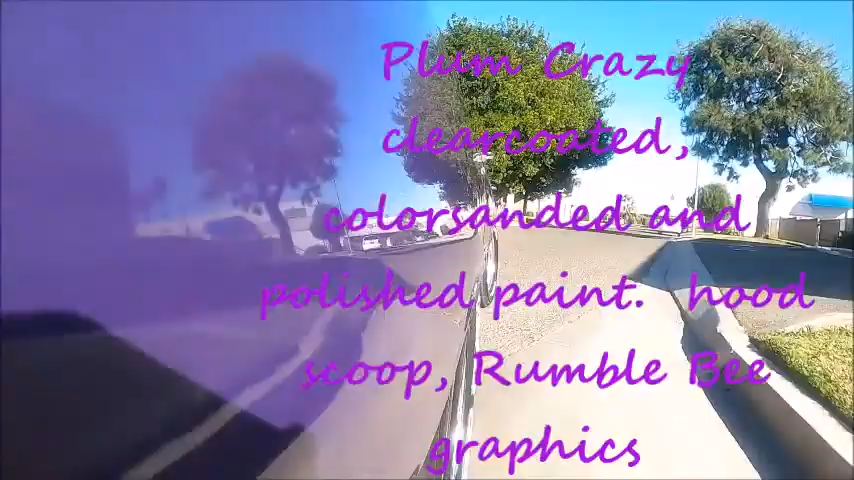 Plum Crazy
clearcoated,
colorsanded and
polished paint. hood
scoop, Rumble Bee
graphics